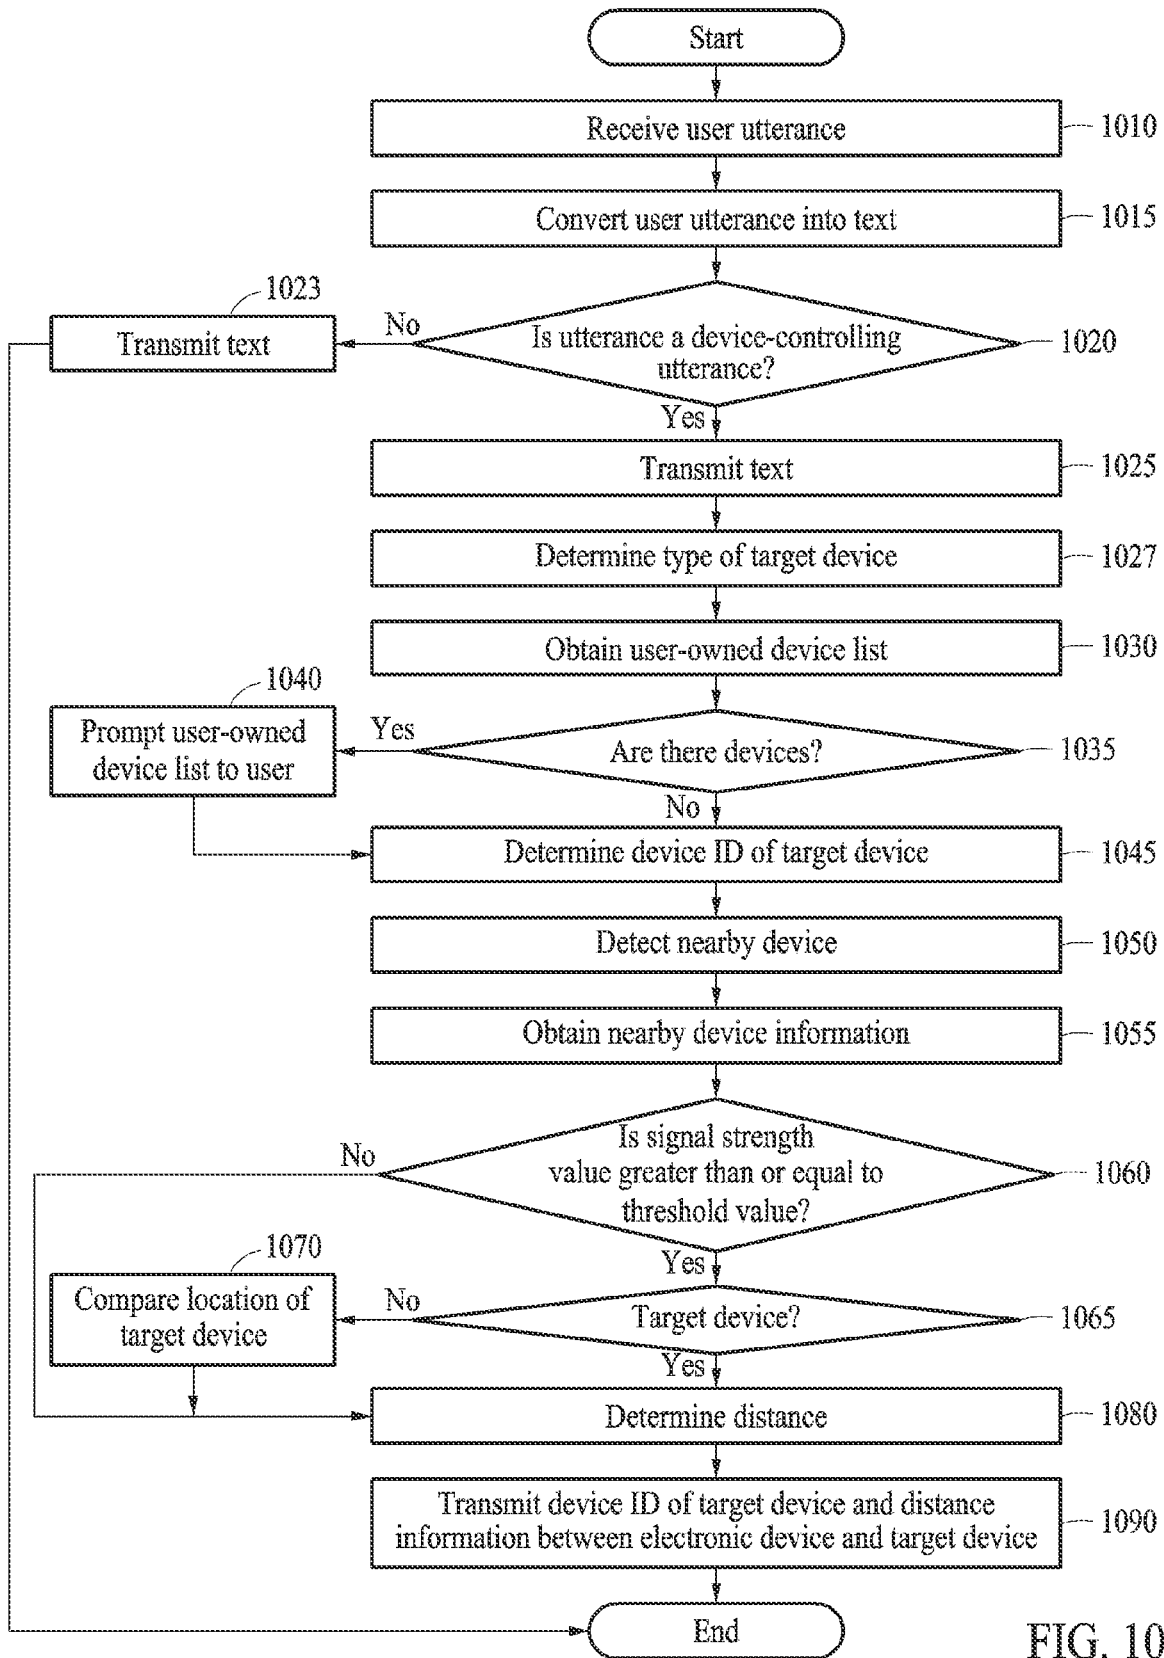 Start
Receive user utterance
1010
Convert user utterance into text
1015
1023
Transmit text
No
Is utterance a device-controlling
utterance?
1020
Yes
Transmit text
1025
Determine type of target device
1027
Obtain user-owned device list
1030
1040
Prompt user-owned
device list to user
Yes
Are there devices?
1035
No
Determine device ID of target device
1045
Detect nearby device
1050
Obtain nearby device information
1055
No
Is signal strength
value greater than or equal to
threshold value?
1060
Yes
1070
Compare location of
target device
No
Target device?
1065
Yes
Determine distance
1080
Transmit device ID of target device and distance
information between electronic device and target device
1090
End
FIG. 10